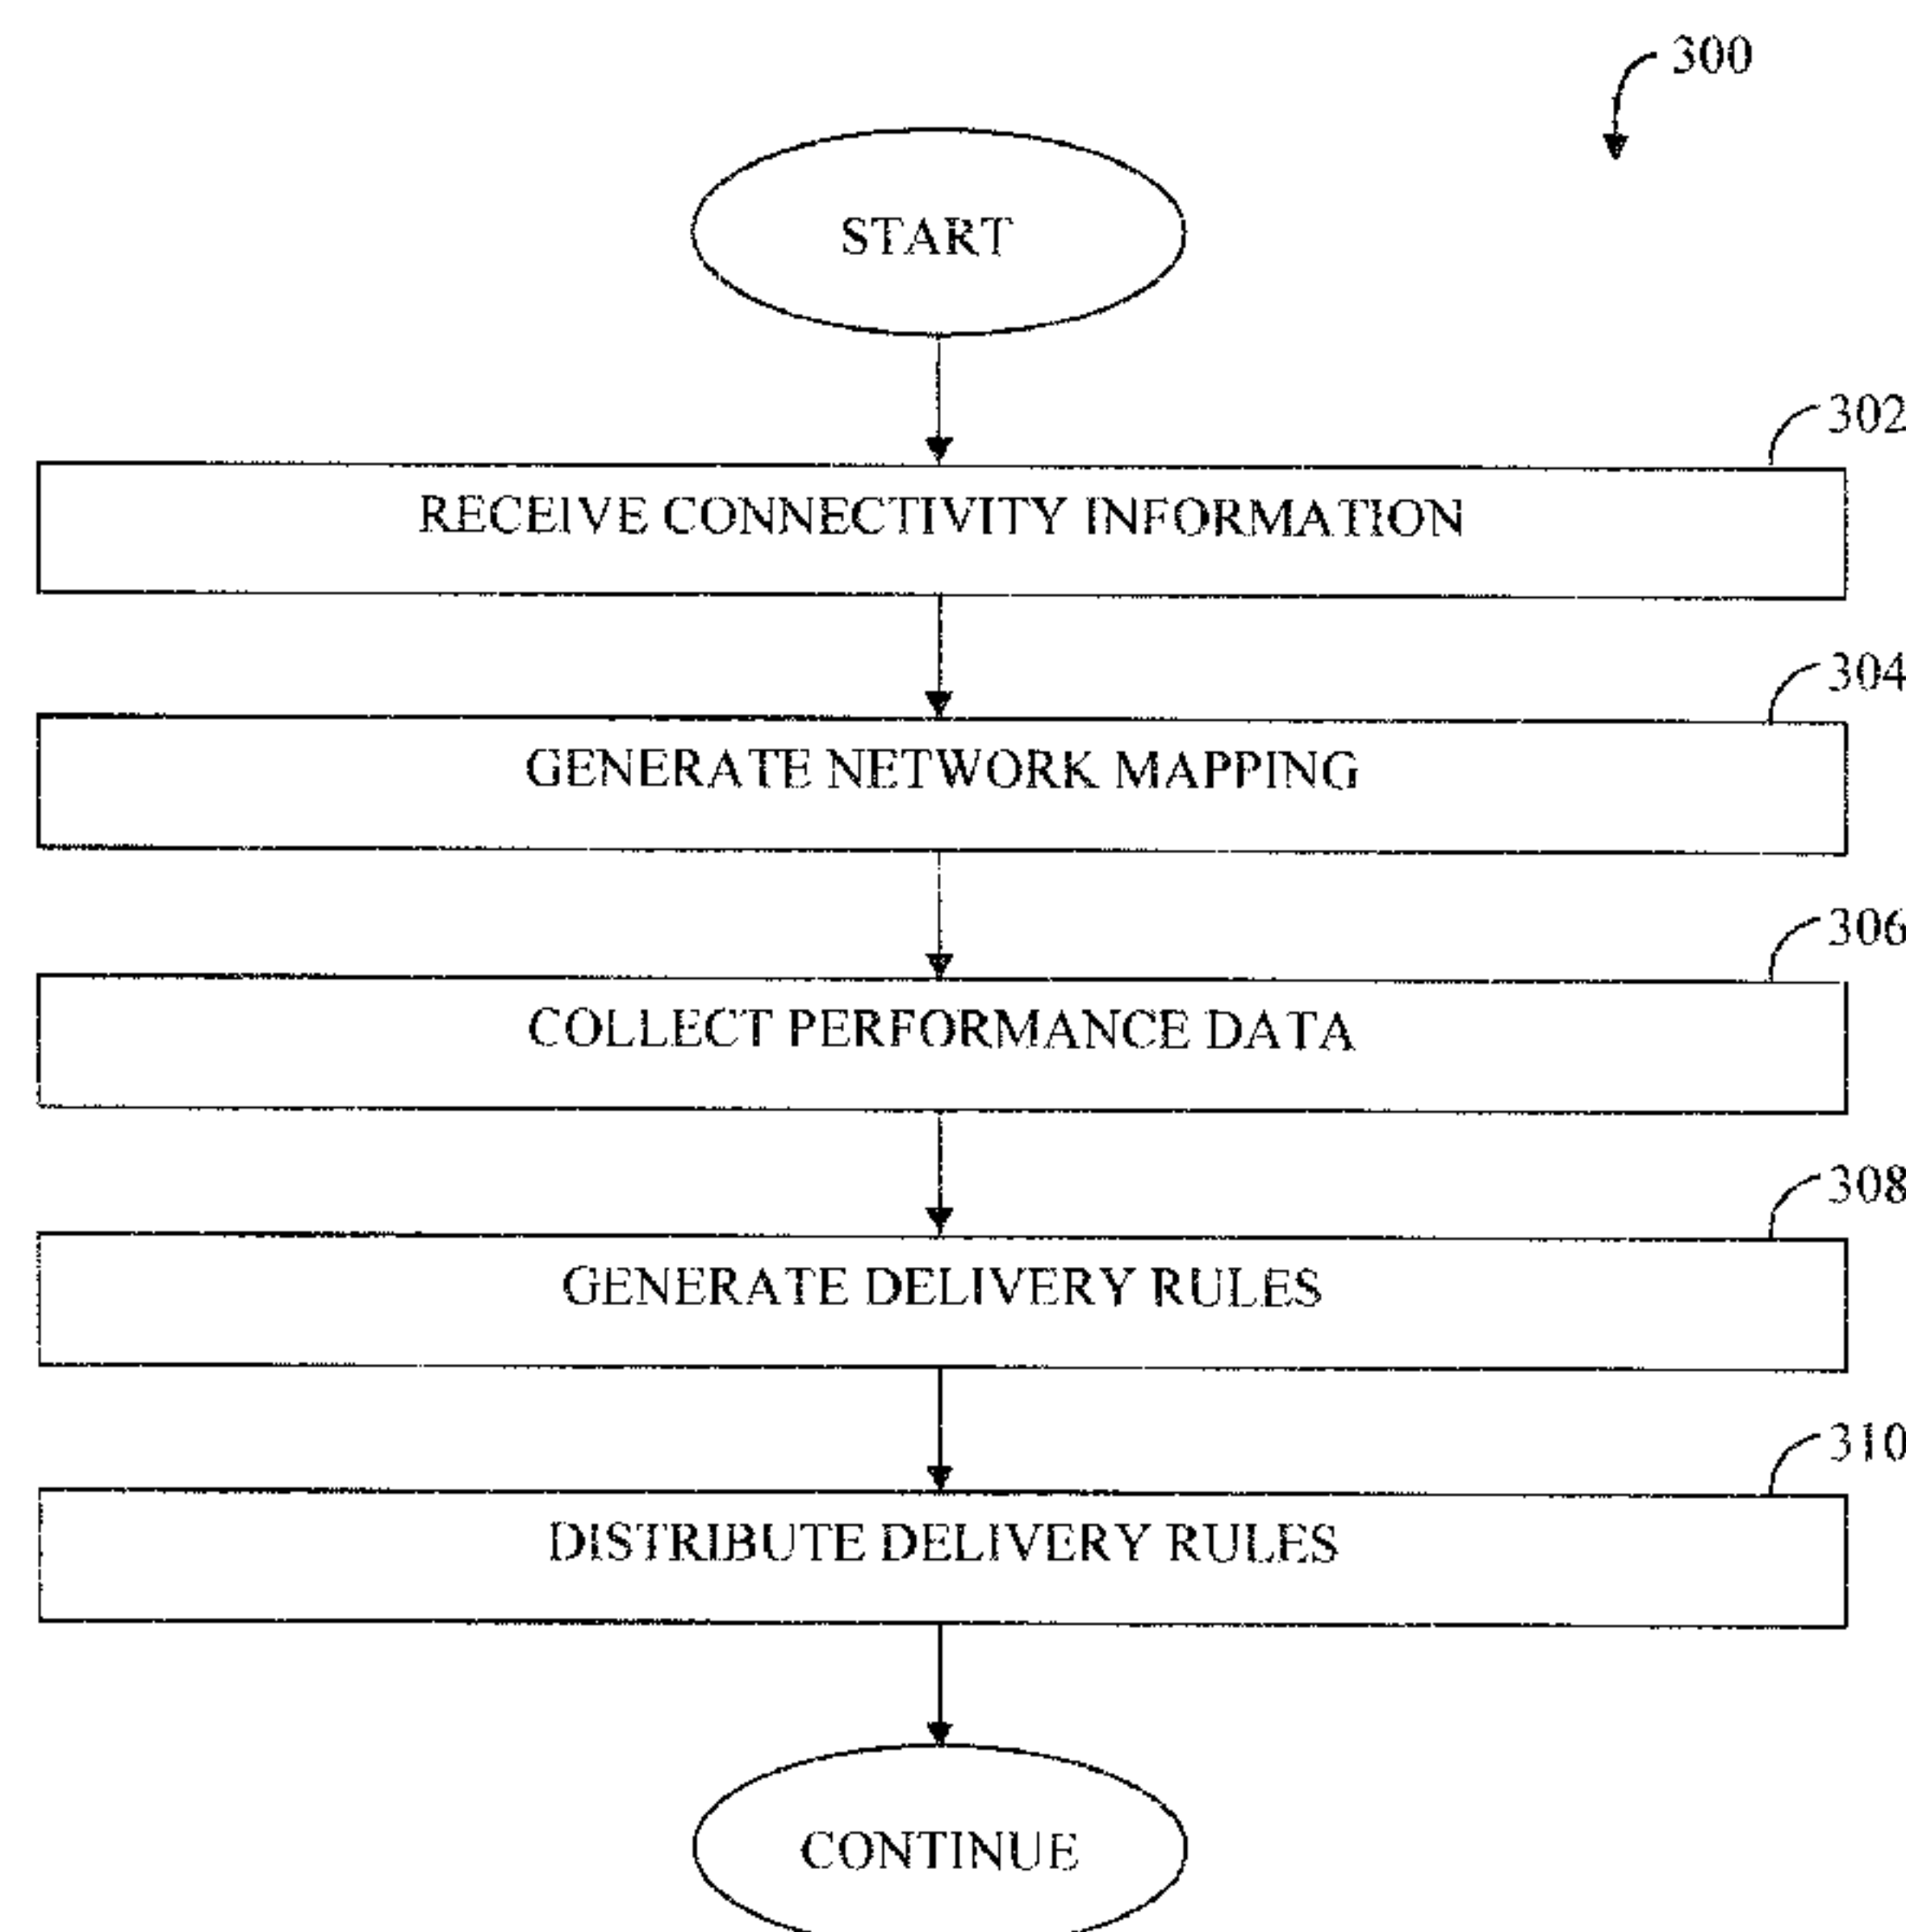 300
START
302
RECEIVE CONNECTIVITY INFORMATION
304
GENERATE NETWORK MAPPING
306
COLLECT PERFORMANCE DATA
308
GENERATE DELIVERY RULES
310
DISTRIBUTE DELIVERY RULES
CONTINUE